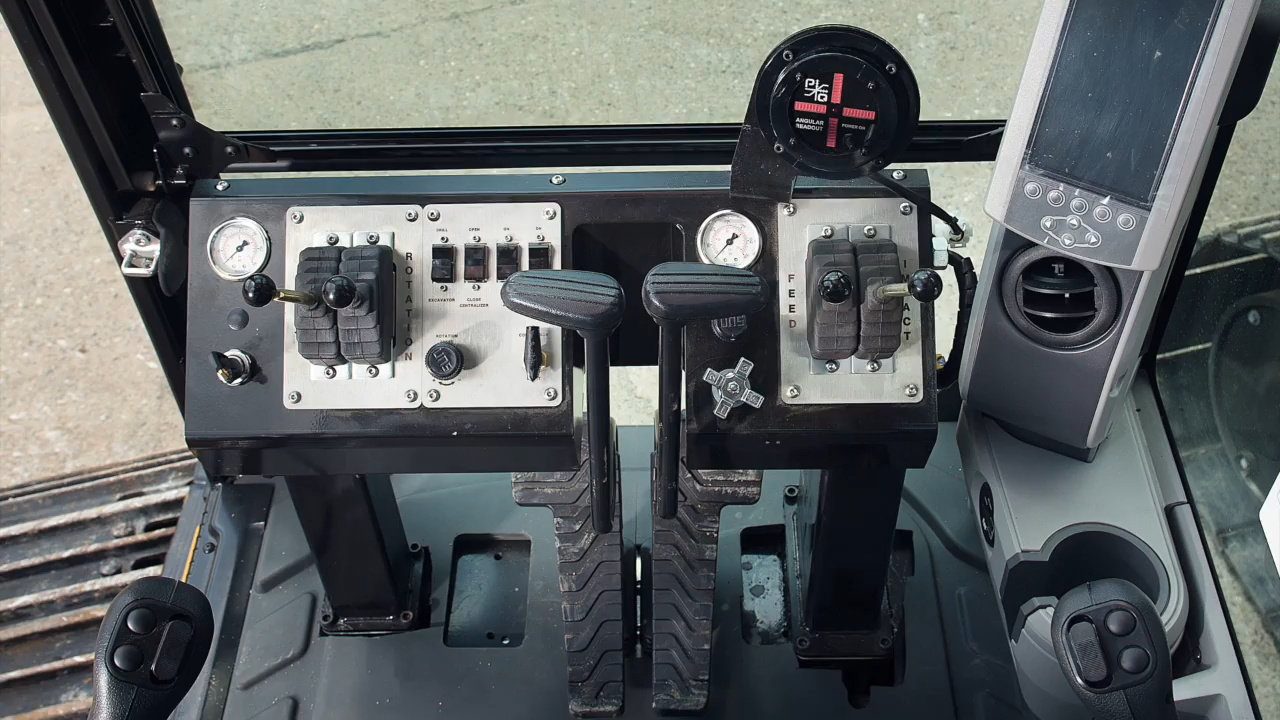 ANGULAR
READOUT
POWER ON
DRILL
OPEN
ON
ON
EXCAVATOR
CLOSE
CENTRALIZER
ROTATION
ROTATION
FEED
IMPACT